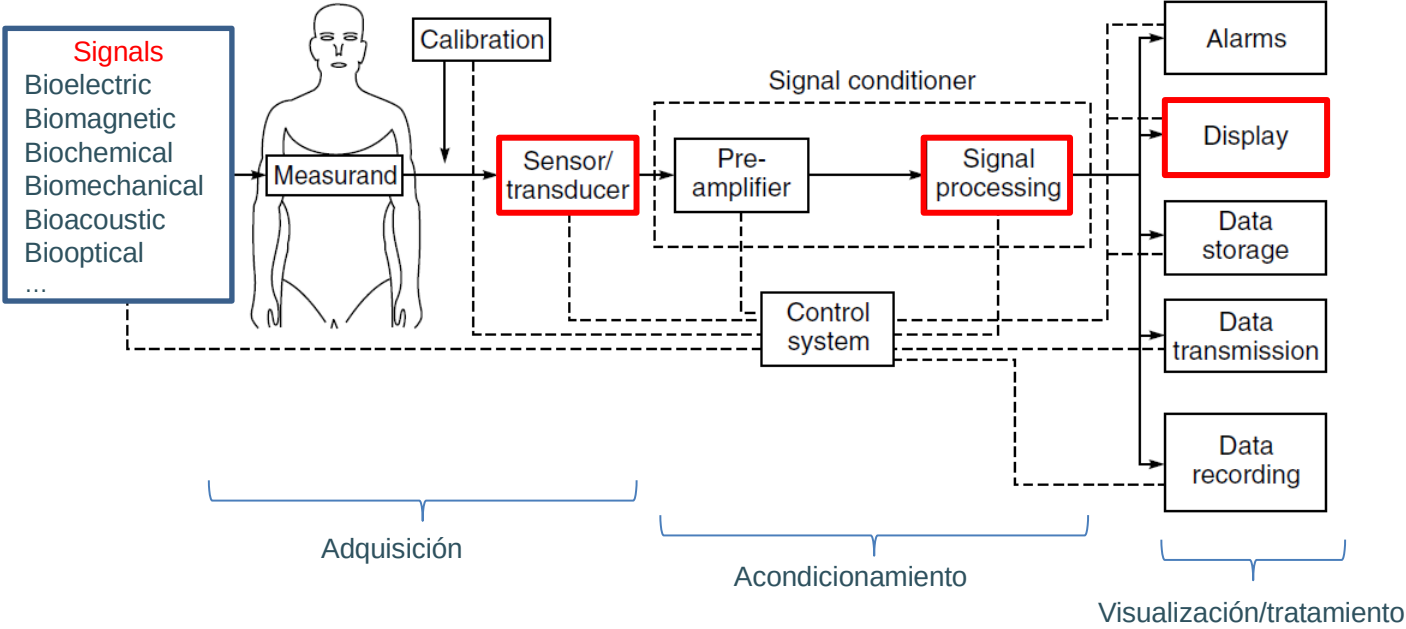 Signals
Bioelectric
Biomagnetic
Biochemical
Biomechanical
Bioacoustic
Biooptical
...
Measurand
Calibration
Sensor/
transducer
Signal conditioner
Pre-
amplifier
Signal
processing
Control
system
Alarms
Display
Data
storage
Data
transmission
Data
recording
Adquisición
Acondicionamiento
Visualización/tratamiento